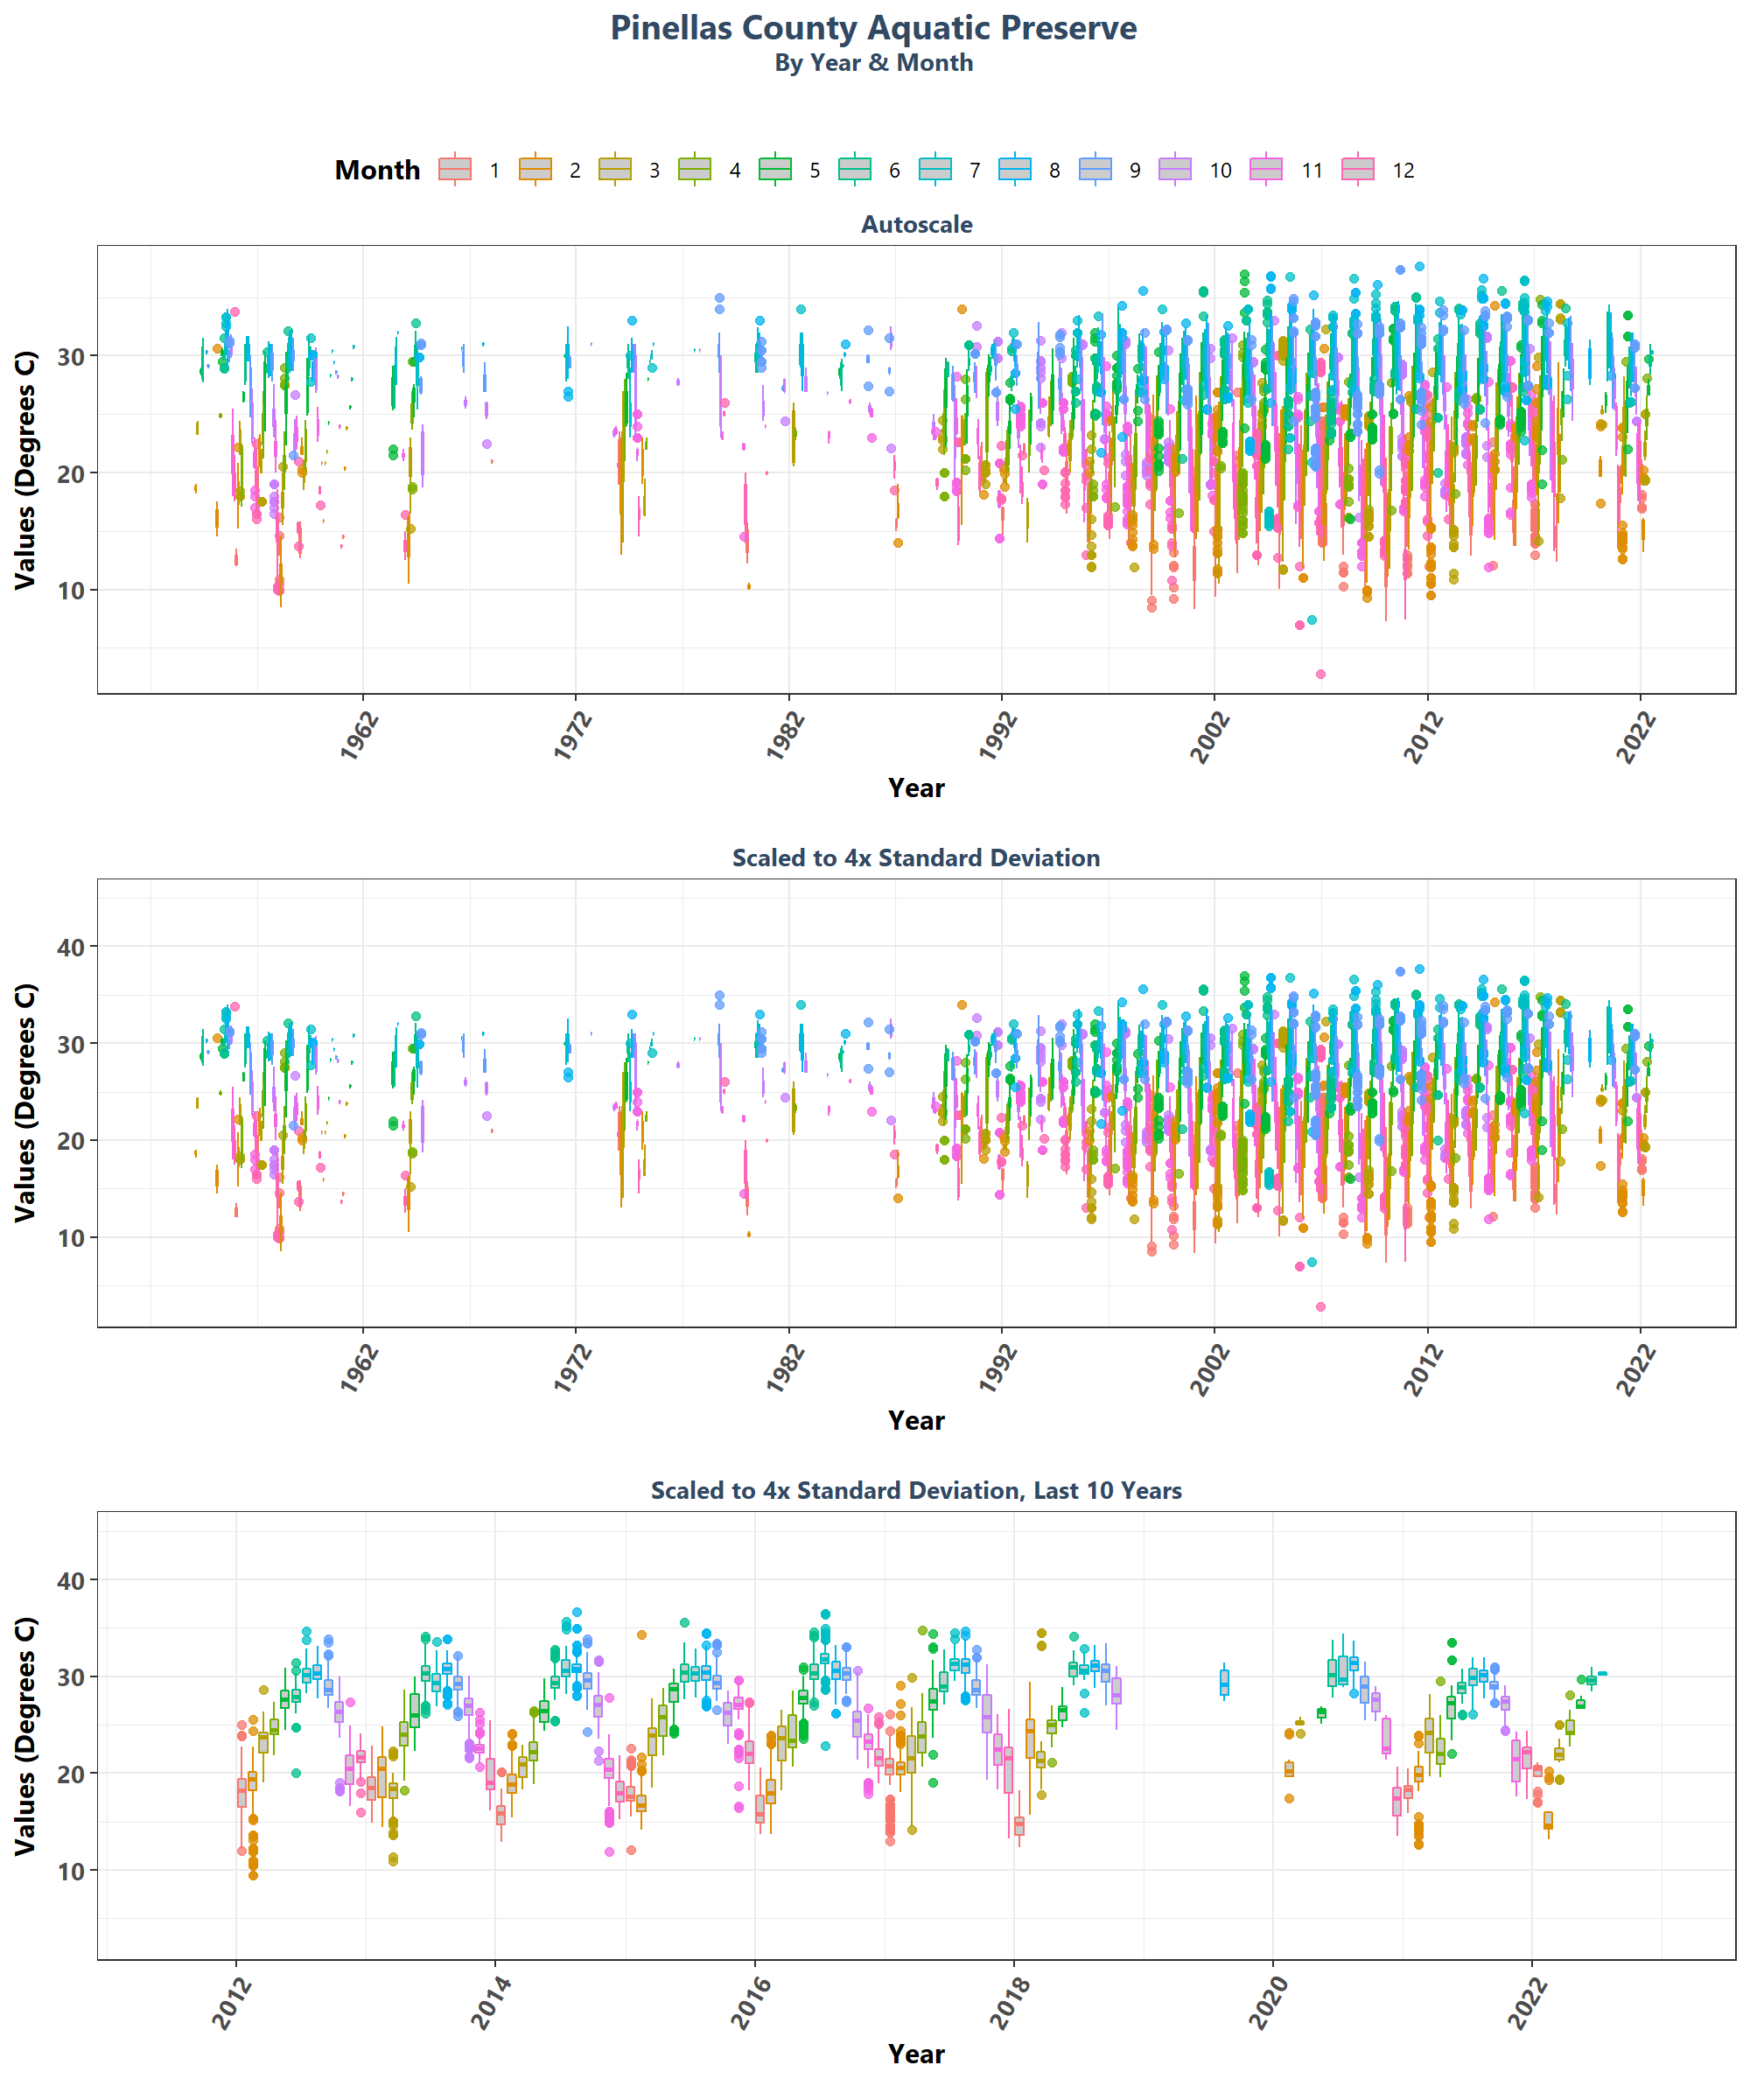 Pinellas County Aquatic Preserve
By Year & Month
Month 1 2 3 4 5 6 7 8 9 10 11 12
Autoscale
Values (Degrees C)
30
20
10
1962 1972 1982 1992 2002 2012 2022
Year
Scaled to 4x Standard Deviation
Values (Degrees C)
40
30
20
10
1962 1972 1982 1992 2002 2012 2022
Year
Scaled to 4x Standard Deviation, Last 10 Years
Values (Degrees C)
40
30
20
10
2012 2014 2016 2018 2020 2022
Year